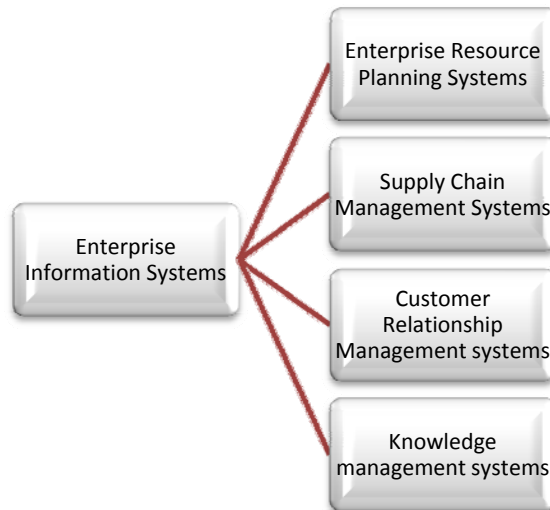 Enterprise Resource
Planning Systems
Supply Chain
Management Systems
Enterprise
Information Systems
Customer
Relationship
Management systems
Knowledge
management systems